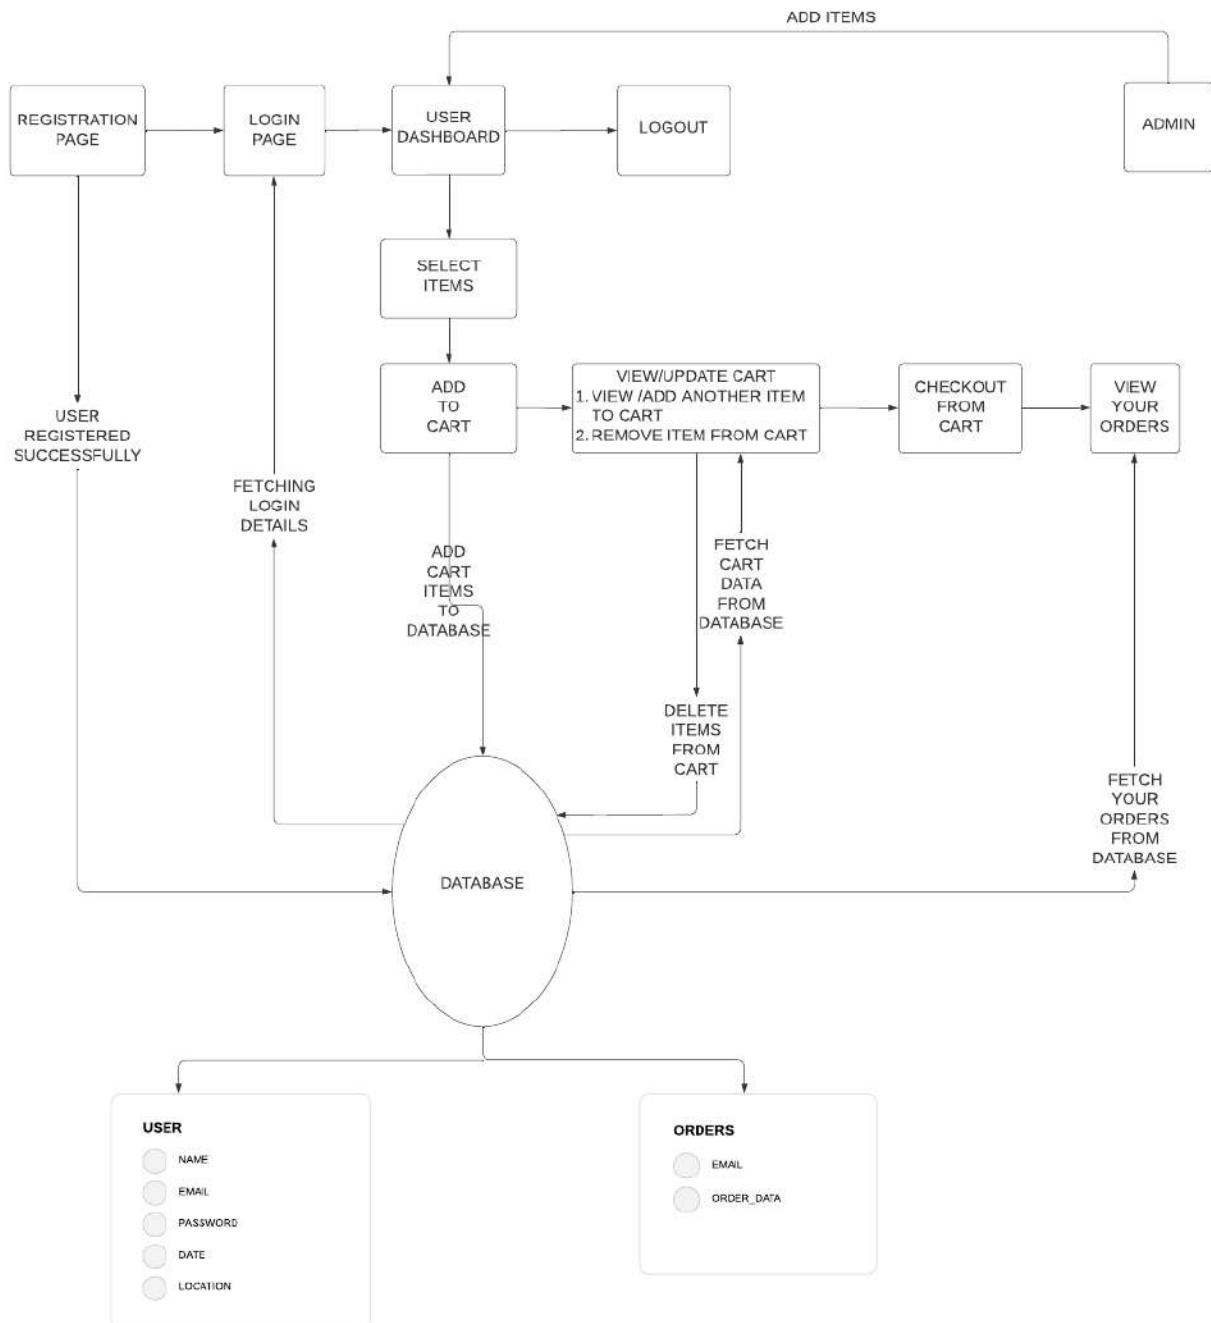 ADD ITEMS
REGISTRATION
PAGE
LOGIN
PAGE
USER
DASHBOARD
LOGOUT
ADMIN
SELECT
ITEMS
ADD
TO
CART
VIEW/UPDATE CART
1. VIEW /ADD ANOTHER ITEM
TO CART
2. REMOVE ITEM FROM CART
CHECKOUT
FROM
CART
VIEW
YOUR
ORDERS
USER
REGISTERED
SUCCESSFULLY
FETCHING
LOGIN
DETAILS
ADD
CART
ITEMS
TO
DATABASE
FETCH
CART
DATA
FROM
DATABASE
DELETE
ITEMS
FROM
CART
FETCH
YOUR
ORDERS
FROM
DATABASE
DATABASE
USER
NAME
EMAIL
PASSWORD
DATE
LOCATION
ORDERS
EMAIL
ORDER_DATA